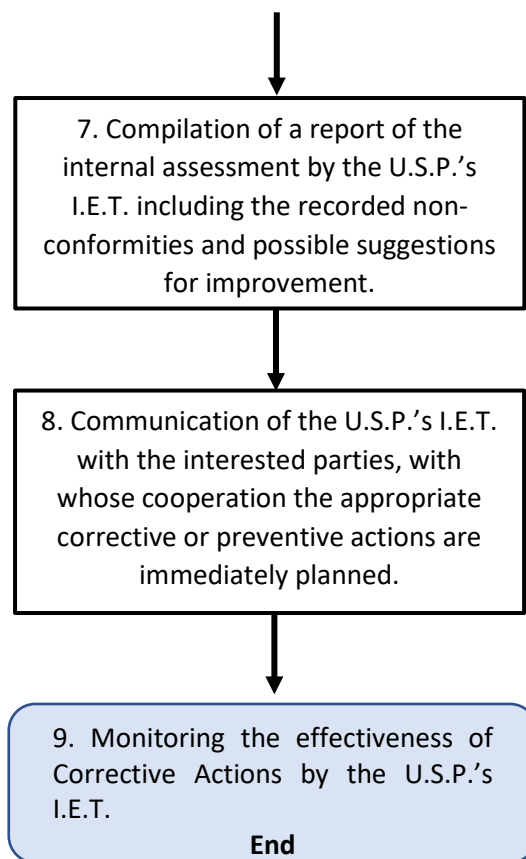 7. Compilation of a report of the
internal assessment by the U.S.P.’s
I.E.T. including the recorded non-
conformities and possible suggestions
for improvement.
8. Communication of the U.S.P.’s I.E.T.
with the interested parties, with
whose cooperation the appropriate
corrective or preventive actions are
immediately planned.
9. Monitoring the effectiveness of
Corrective Actions by the U.S.P.’s
I.E.T.
End